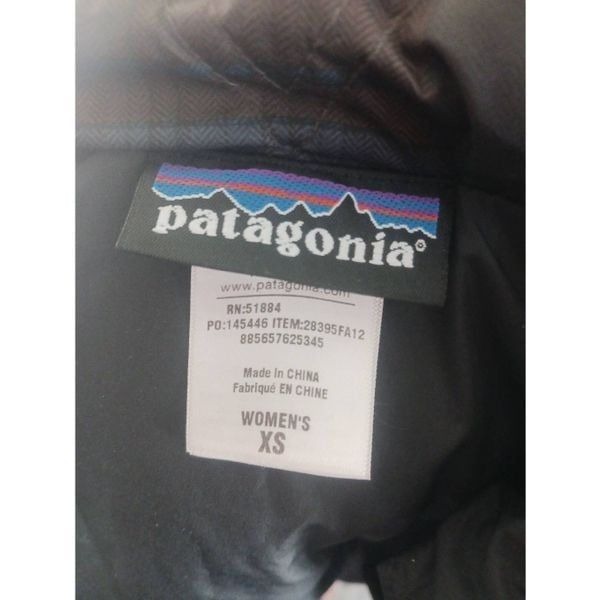 patagonia®
www.patagonia.com
RN:51884
PO:145446 ITEM:28395FA12
885657625345
Made in CHINA
Fabriqué EN CHINE
WOMEN'S
XS